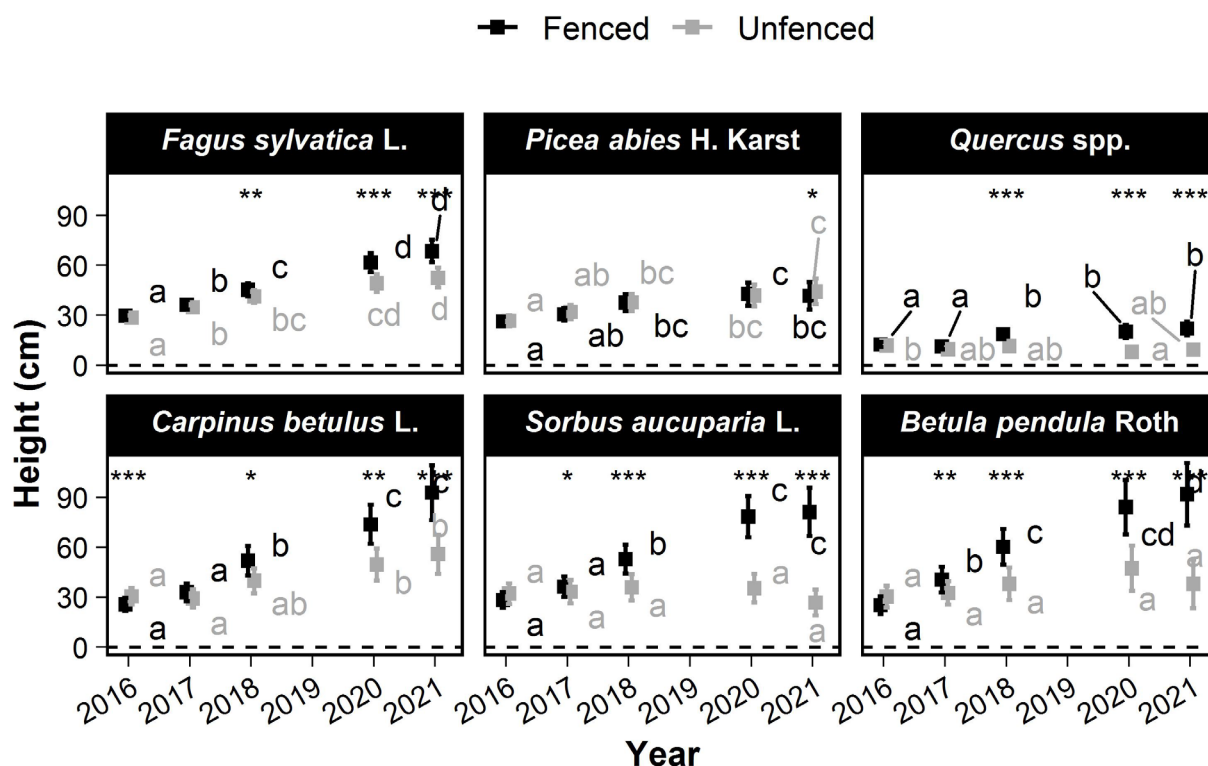 Fenced Unfenced
Fagus sylvatica L.
** *** ***
a b c d d
a b bc cd d
Picea abies H. Karst
*
a ab bc c c
a ab bc bc bc
Quercus spp.
*** *** ***
a a b b b
b ab ab a ab
90
60
30
0
Carpinus betulus L.
*** * ** ***
a a b c c
a a ab b b
Sorbus aucuparia L.
* *** *** ***
a a b c c
a a a a a
Betula pendula Roth
** *** *** ***
a b c cd d
a a a a a
90
60
30
0
Height (cm)
2016 2017 2018 2019 2020 2021
2016 2017 2018 2019 2020 2021
2016 2017 2018 2019 2020 2021
Year